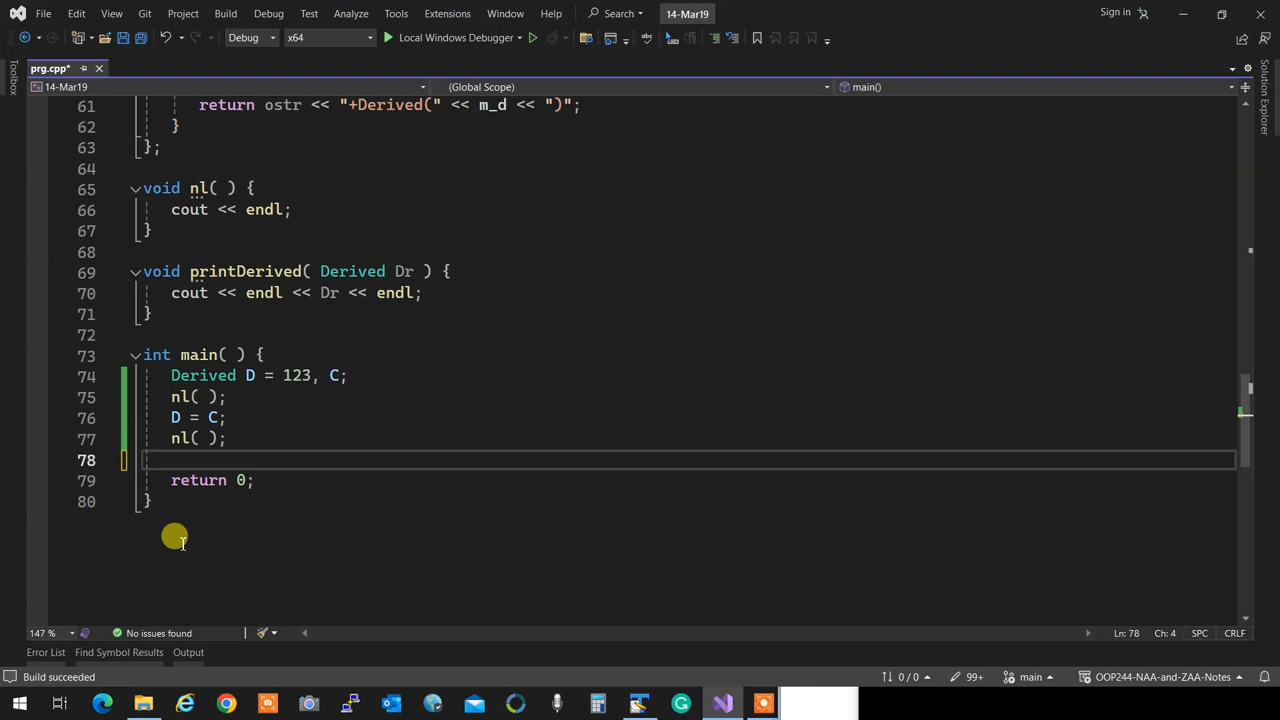 File Edit View Git Project Build Debug Test Analyze Tools Extensions Window Help Search 14-Mar19 Sign in
Debug x64 Local Windows Debugger
prg.cpp*
14-Mar19 (Global Scope) main()
Toolbox
Solution Explorer
61 return ostr << "+Derived(" << m_d << ")";
62 }
63 };
64
65 void nl( ) {
66 cout << endl;
67 }
68
69 void printDerived( Derived Dr ) {
70 cout << endl << Dr << endl;
71 }
72
73 int main( ) {
74 Derived D = 123, C;
75 nl( );
76 D = C;
77 nl( );
78
79 return 0;
80 }
147 % No issues found Ln: 78 Ch: 4 SPC CRLF
Error List Find Symbol Results Output
Build succeeded 0 / 0 99+ main OOP244-NAA-and-ZAA-Notes